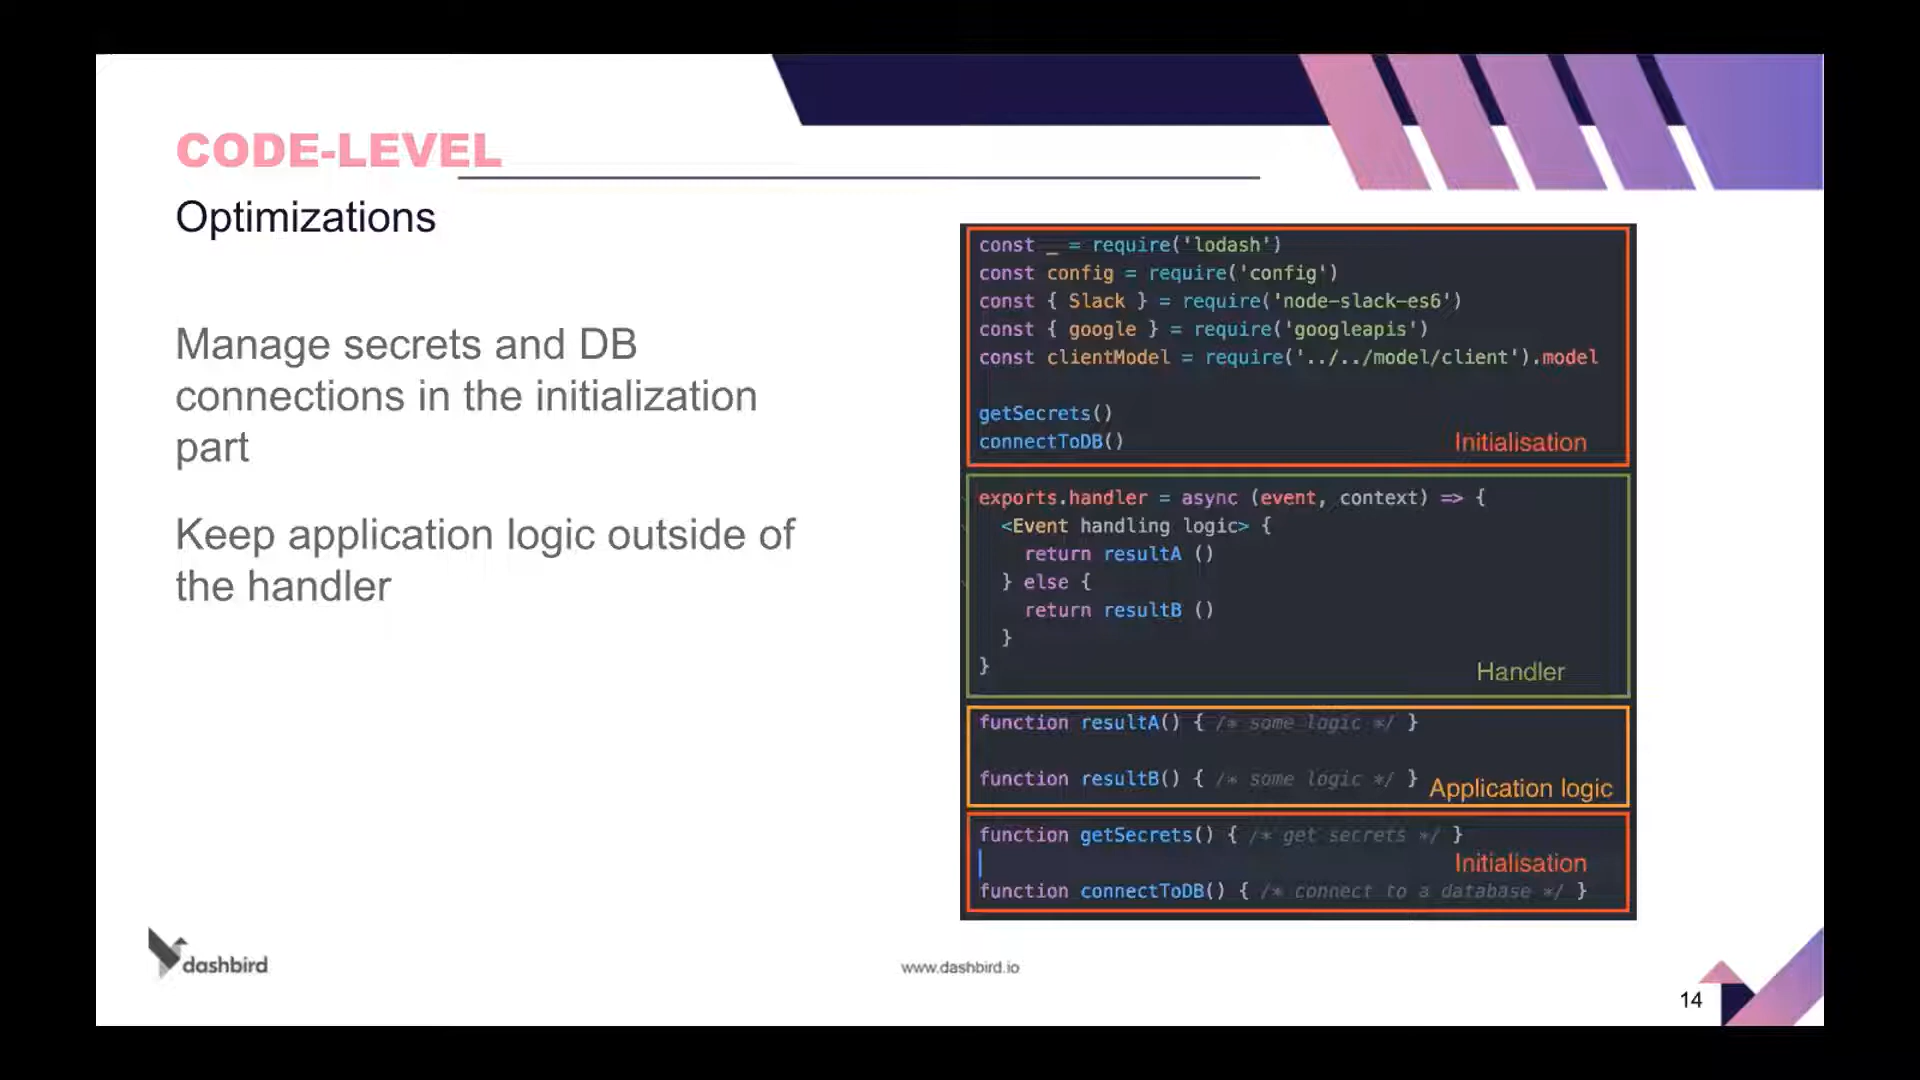 CODE-LEVEL
Optimizations
Manage secrets and DB
connections in the initialization
part
Keep application logic outside of
the handler
const _ = require('lodash')
const config = require('config')
const { Slack } = require('node-slack-es6')
const { google } = require('googleapis')
const clientModel = require('../../model/client').model
getSecrets()
connectToDB()
Initialisation
exports.handler = async (event, context) => {
<Event handling logic> {
return resultA ()
} else {
return resultB ()
}
}
Handler
function resultA() { /* some logic */ }
function resultB() { /* some logic */ }
Application logic
function getSecrets() { /* get secrets */ }
Initialisation
function connectToDB() { /* connect to a database */ }
dashbird
www.dashbird.io
14